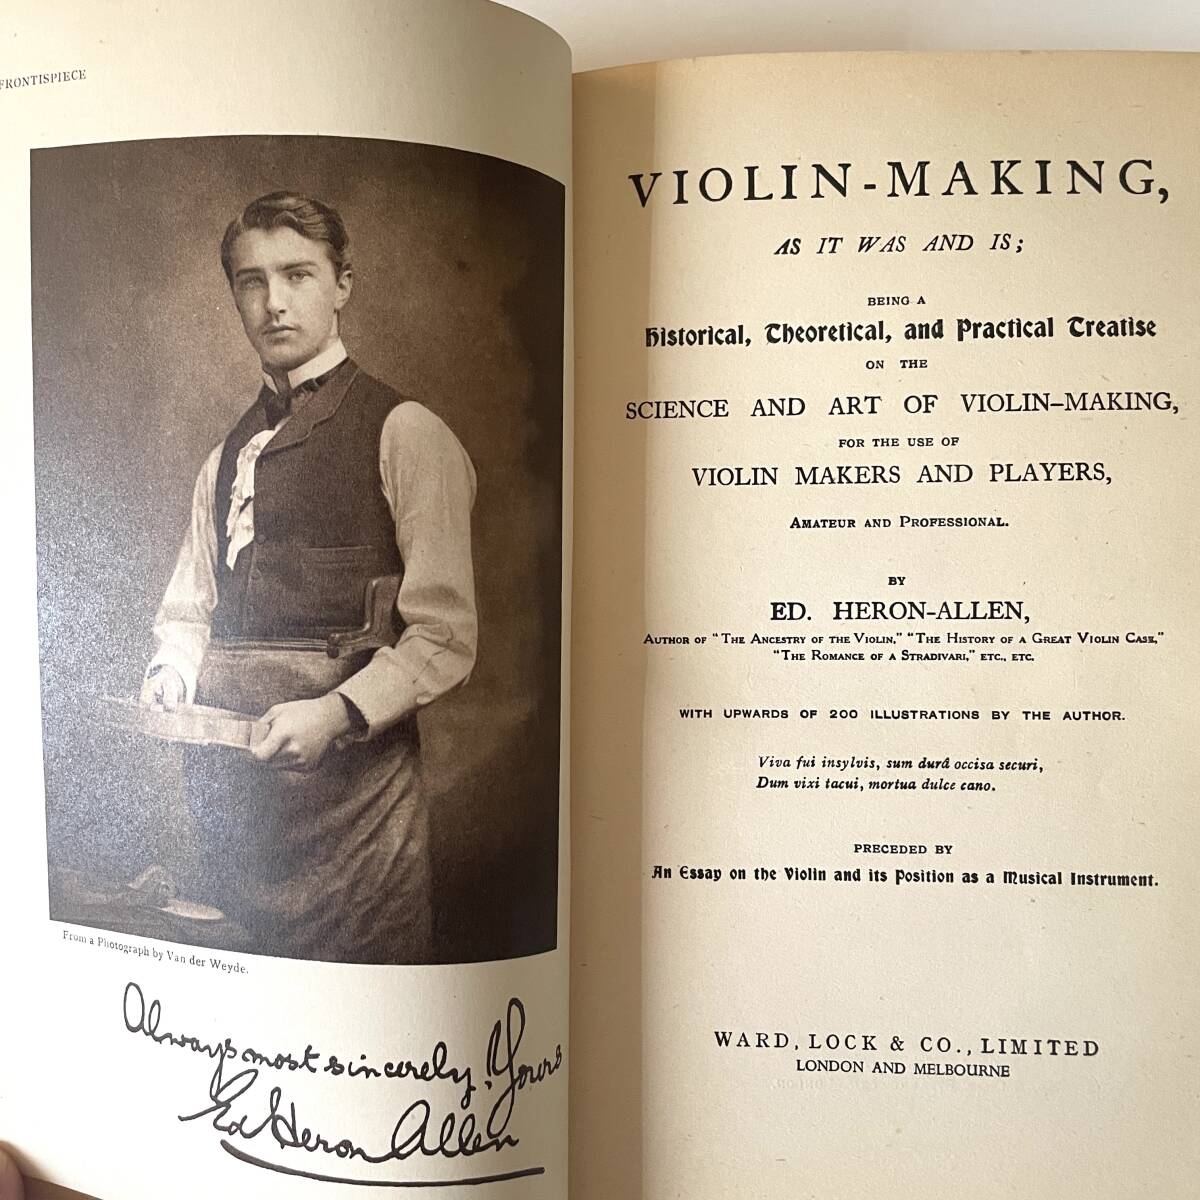 FRONTISPIECE
From a Photograph by Van der Weyde.
Always most sincerely Yours
Ed Heron Allen
VIOLIN-MAKING,
AS IT WAS AND IS;
BEING A
Historical, Theoretical, and Practical Treatise
ON THE
SCIENCE AND ART OF VIOLIN-MAKING,
FOR THE USE OF
VIOLIN MAKERS AND PLAYERS,
AMATEUR AND PROFESSIONAL.
BY
ED. HERON-ALLEN,
AUTHOR OF "THE ANCESTRY OF THE VIOLIN," "THE HISTORY OF A GREAT VIOLIN CASE,"
"THE ROMANCE OF A STRADIVARI," ETC., ETC.
WITH UPWARDS OF 200 ILLUSTRATIONS BY THE AUTHOR.
Viva fui insylvis, sum durâ occisa securi,
Dum vixi tacui, mortua dulce cano.
PRECEDED BY
An Essay on the Violin and its Position as a Musical Instrument.
WARD, LOCK & CO., LIMITED
LONDON AND MELBOURNE